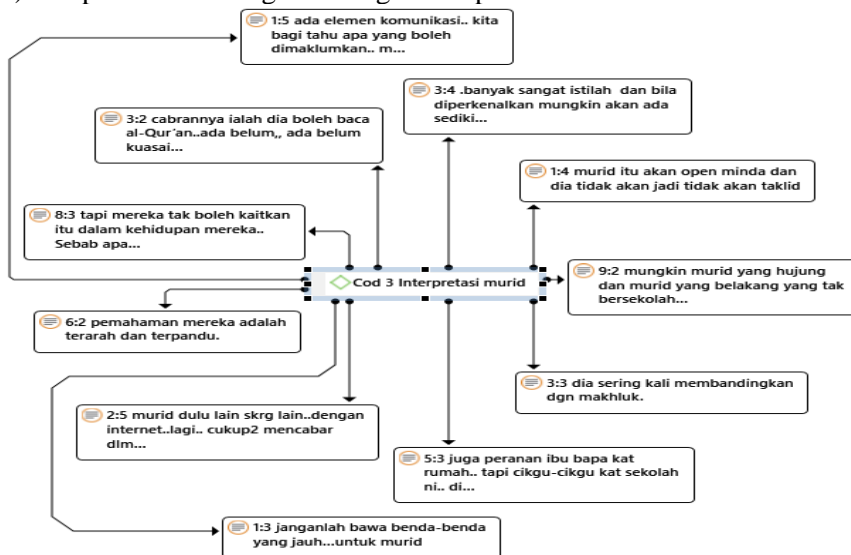 1:5 ada elemen komunikasi.. kita
bagi tahu apa yang boleh
dimaklumkan.. m...
3:4 .banyak sangat istilah dan bila
diperkenalkan mungkin akan ada
sediki...
3:2 cabrannya ialah dia boleh baca
al-Qur´an..ada belum,, ada belum
kuasai...
1:4 murid itu akan open minda dan
dia tidak akan jadi tidak akan taklid
8:3 tapi mereka tak boleh kaitkan
itu dalam kehidupan mereka..
Sebab apa...
Cod 3 Interpretasi murid
9:2 mungkin murid yang hujung
dan murid yang belakang yang tak
bersekolah...
6:2 pemahaman mereka adalah
terarah dan terpandu.
3:3 dia sering kali membandingkan
dgn makhluk.
2:5 murid dulu lain skrg lain..dengan
internet..lagi.. cukup2 mencabar
dlm...
5:3 juga peranan ibu bapa kat
rumah.. tapi cikgu-cikgu kat sekolah
ni.. di...
1:3 janganlah bawa benda-benda
yang jauh...untuk murid